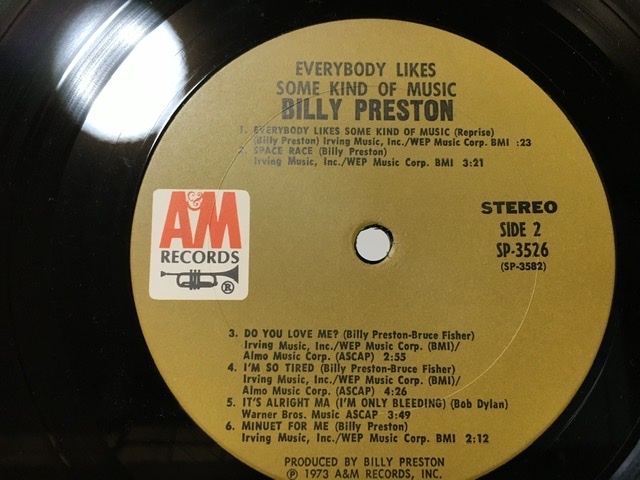 EVERYBODY LIKES
SOME KIND OF MUSIC
BILLY PRESTON
1. EVERYBODY LIKES SOME KIND OF MUSIC (Reprise)
(Billy Preston) Irving Music, Inc./WEP Music Corp. BMI :23
2. SPACE RACE (Billy Preston)
Irving Music, Inc./WEP Music Corp. BMI 3:21
A&M
RECORDS
®
STEREO
SIDE 2
SP-3526
(SP-3582)
3. DO YOU LOVE ME? (Billy Preston-Bruce Fisher)
Irving Music, Inc./WEP Music Corp. (BMI)/
Almo Music Corp. (ASCAP) 2:55
4. I'M SO TIRED (Billy Preston-Bruce Fisher)
Irving Music, Inc./WEP Music Corp. (BMI)/
Almo Music Corp. (ASCAP) 4:26
5. IT'S ALRIGHT MA (I'M ONLY BLEEDING) (Bob Dylan)
Warner Bros. Music ASCAP 3:49
6. MINUET FOR ME (Billy Preston)
Irving Music, Inc./WEP Music Corp. BMI 2:12
PRODUCED BY BILLY PRESTON
℗ 1973 A&M RECORDS, INC.